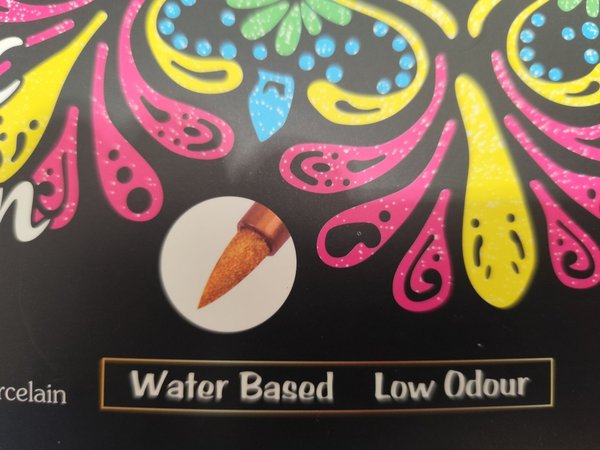 n
rcelain
Water Based Low Odour